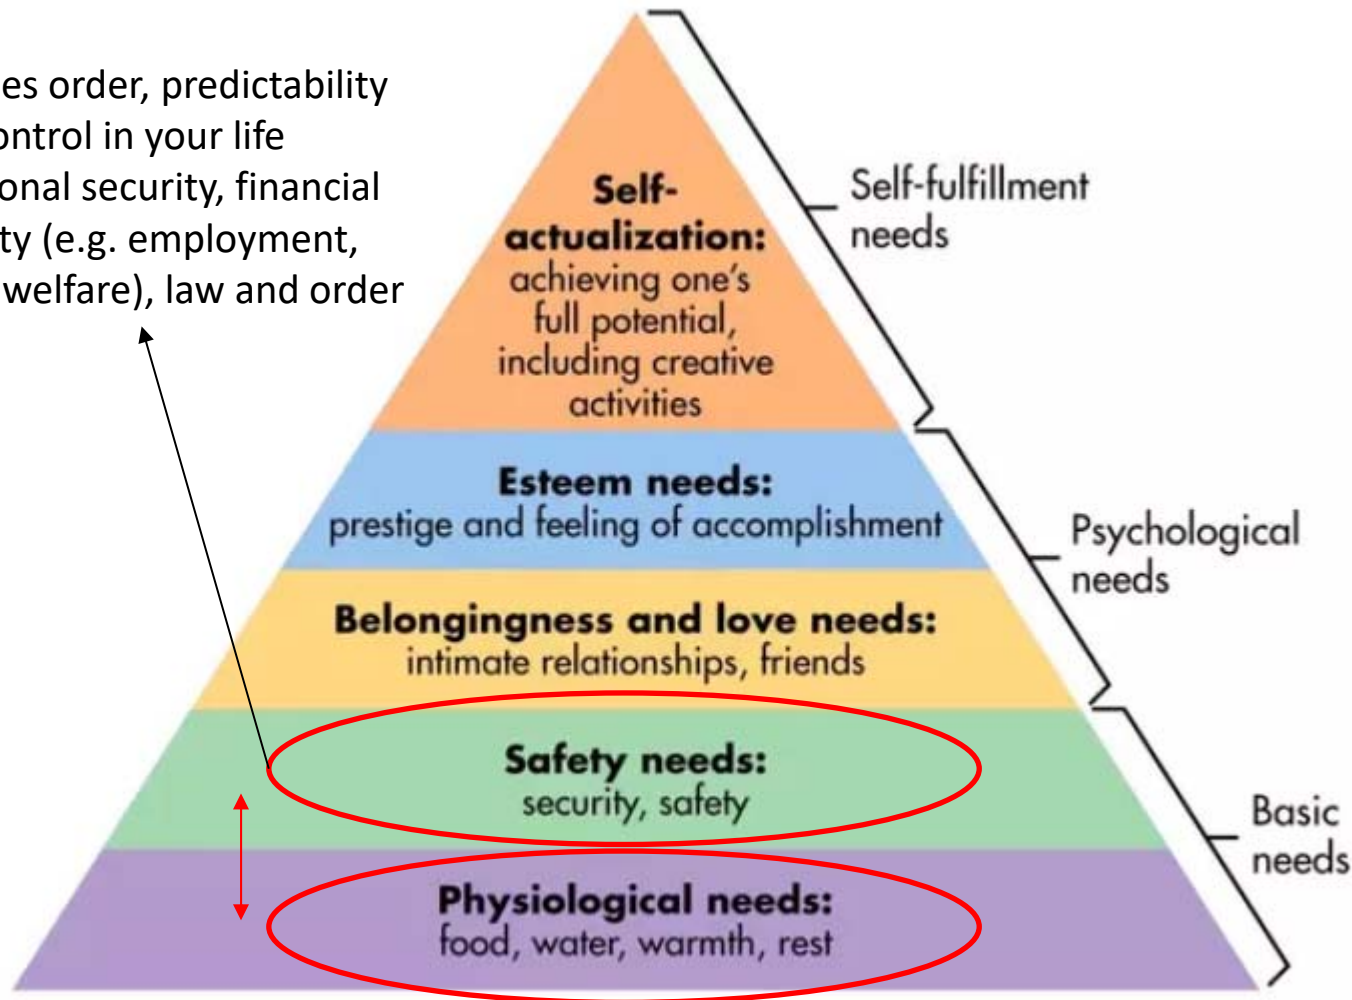 es order, predictability
ontrol in your life
onal security, financial
ty (e.g. employment,
welfare), law and order
Self-
actualization:
achieving one's
full potential,
including creative
activities
Self-fulfillment
needs
Esteem needs:
prestige and feeling of accomplishment
Psychological
needs
Belongingness and love needs:
intimate relationships, friends
Safety needs:
security, safety
Basic
needs
Physiological needs:
food, water, warmth, rest